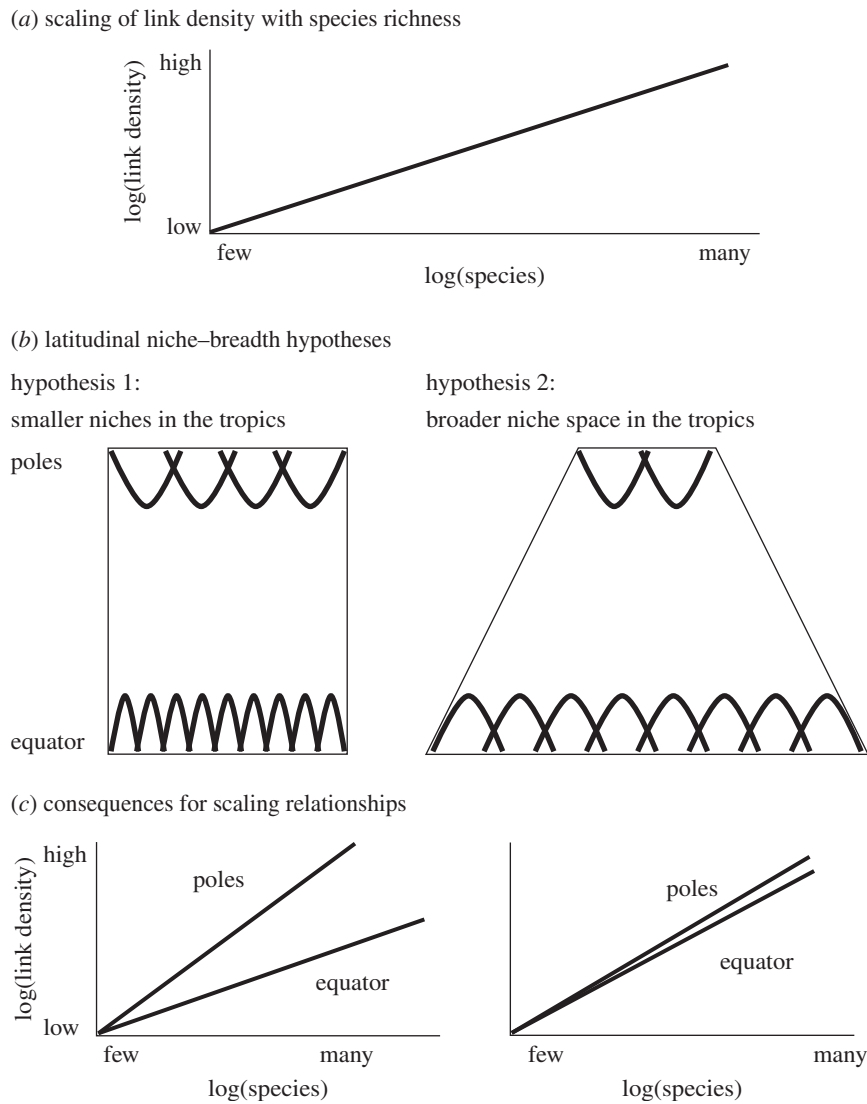 (a) scaling of link density with species richness
high
log(link density)
low
few
many
log(species)
(b) latitudinal niche–breadth hypotheses
hypothesis 1:
smaller niches in the tropics
hypothesis 2:
broader niche space in the tropics
poles
equator
(c) consequences for scaling relationships
high
log(link density)
low
poles
equator
few
many
log(species)
poles
equator
few
many
log(species)